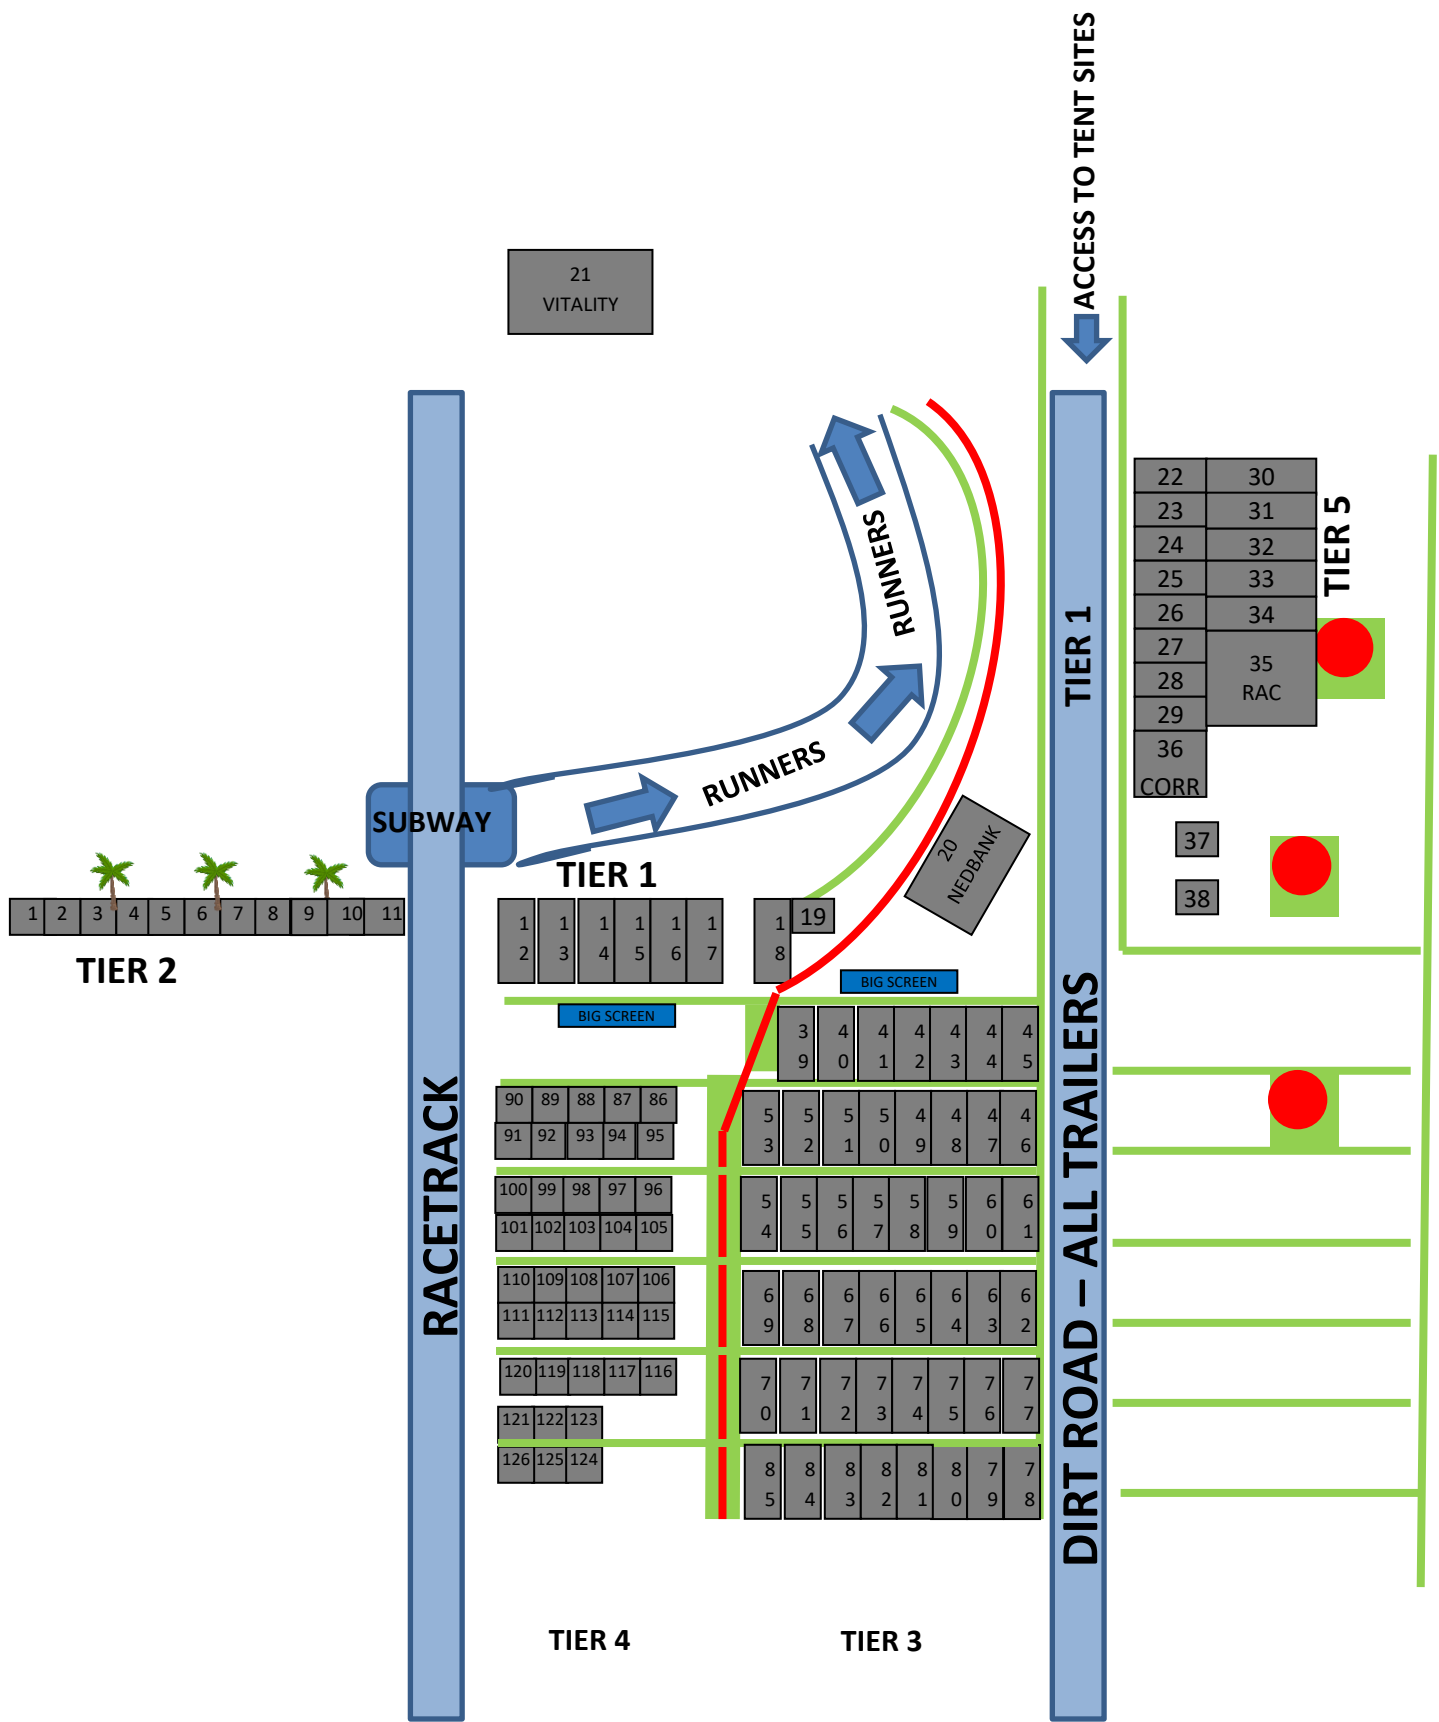 ACCESS TO TENT SITES
21
VITALITY
22 30
23 31
24 32
25 33
26 34
27
28
29
35
RAC
36
CORR
TIER 5
TIER 1
RUNNERS
RUNNERS
SUBWAY
TIER 1
20
NEDBANK
37
38
1 2 3 4 5 6 7 8 9 10 11
TIER 2
12 13 14 15 16 17 18 19
BIG SCREEN
BIG SCREEN
39 40 41 42 43 44 45
90 89 88 87 86
91 92 93 94 95
53 52 51 50 49 48 47 46
100 99 98 97 96
101 102 103 104 105
54 55 56 57 58 59 60 61
110 109 108 107 106
111 112 113 114 115
69 68 67 66 65 64 63 62
120 119 118 117 116
70 71 72 73 74 75 76 77
121 122 123
126 125 124
85 84 83 82 81 80 79 78
RACETRACK
DIRT ROAD – ALL TRAILERS
TIER 4
TIER 3